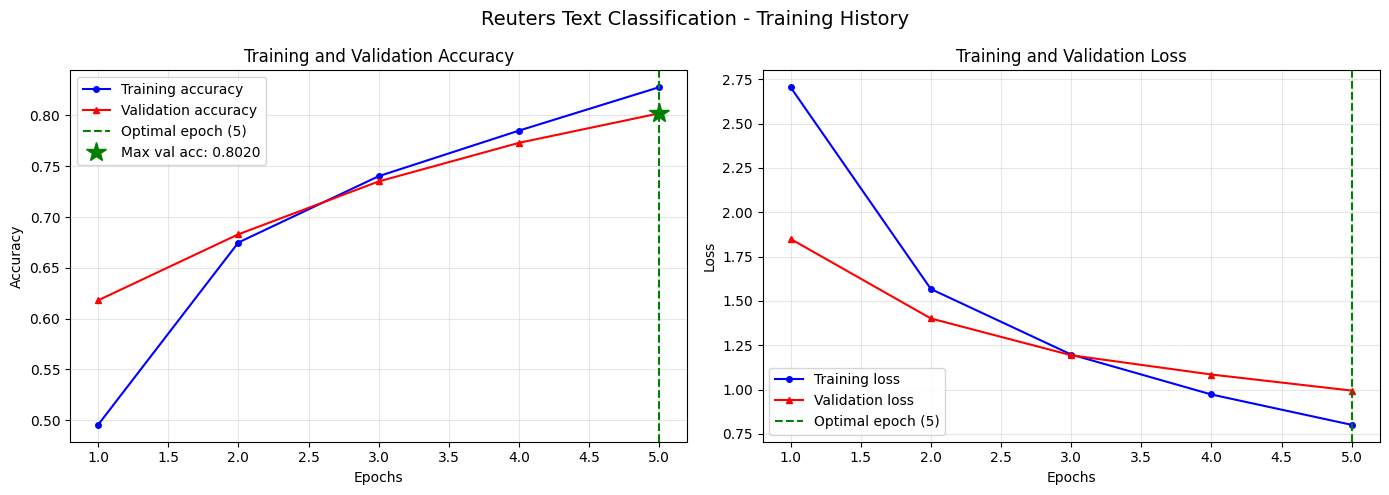 Reuters Text Classification - Training History
Training and Validation Accuracy
Training accuracy
Validation accuracy
Optimal epoch (5)
Max val acc: 0.8020
Accuracy
0.80
0.75
0.70
0.65
0.60
0.55
0.50
1.0 1.5 2.0 2.5 3.0 3.5 4.0 4.5 5.0
Epochs
Training and Validation Loss
Loss
2.75
2.50
2.25
2.00
1.75
1.50
1.25
1.00
0.75
Training loss
Validation loss
Optimal epoch (5)
1.0 1.5 2.0 2.5 3.0 3.5 4.0 4.5 5.0
Epochs